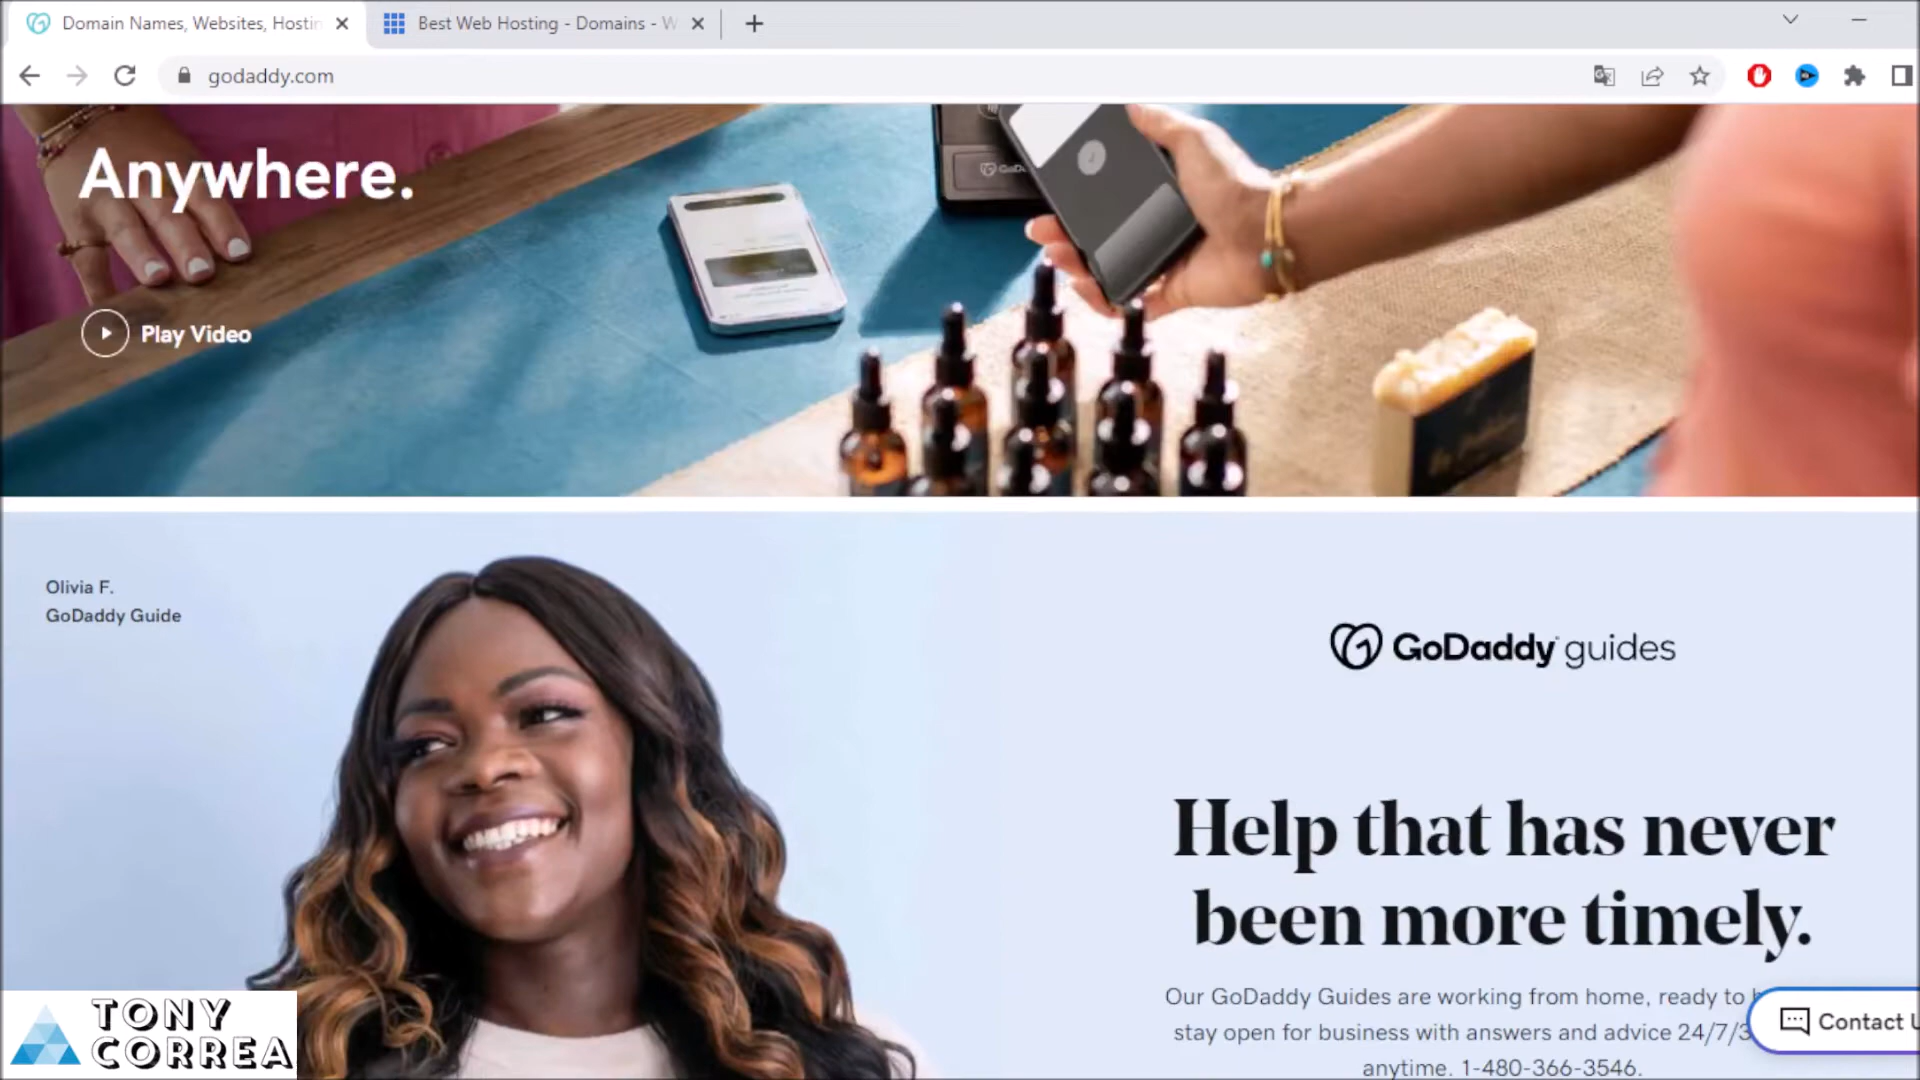 Domain Names, Websites, Hostin
Best Web Hosting - Domains - W
godaddy.com
Anywhere.
Play Video
Olivia F.
GoDaddy Guide
GoDaddy guides
Help that has never
been more timely.
Our GoDaddy Guides are working from home, ready to
stay open for business with answers and advice 24/7/3
anytime. 1-480-366-3546.
Contact U
TONY
CORREA